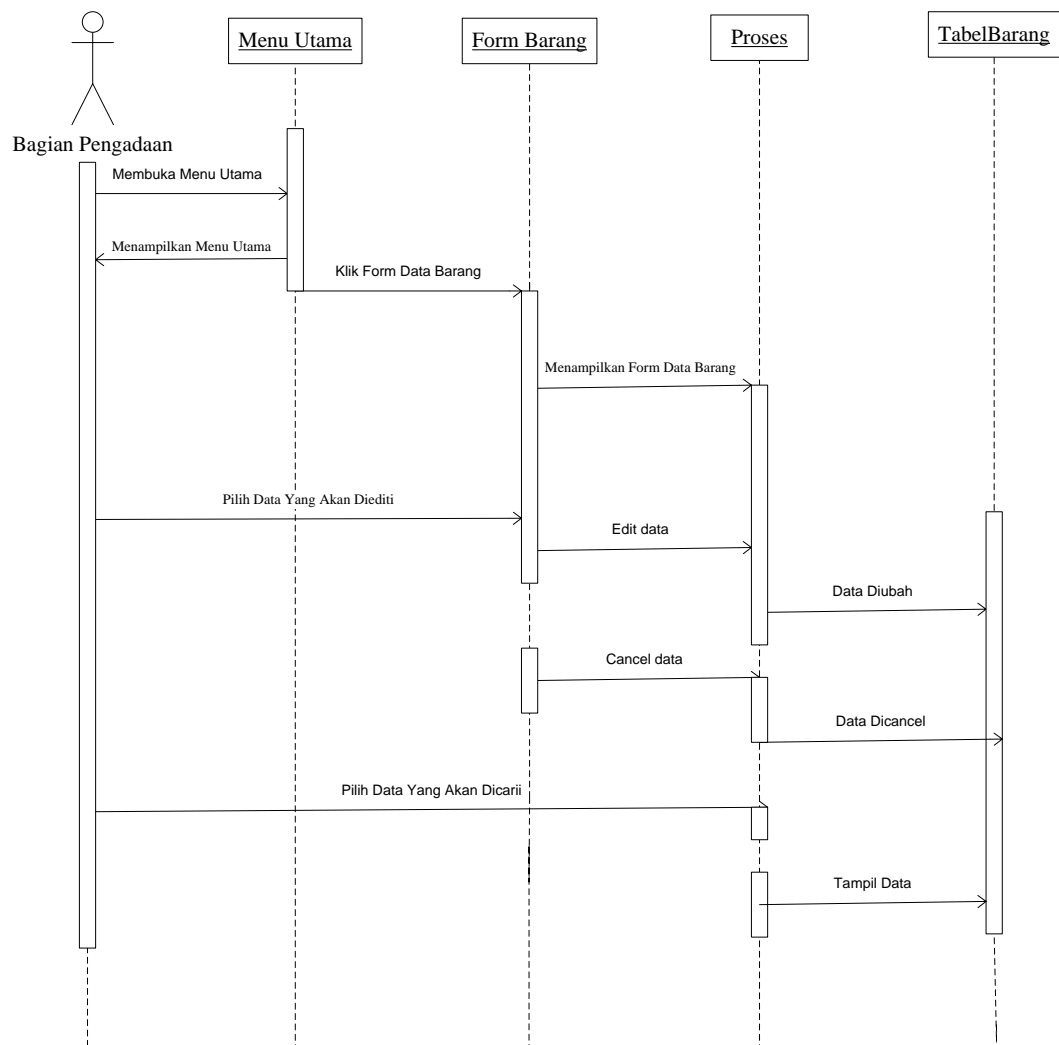 Menu Utama
Form Barang
Proses
TabelBarang
Bagian Pengadaan
Membuka Menu Utama
Menampilkan Menu Utama
Klik Form Data Barang
Menampilkan Form Data Barang
Pilih Data Yang Akan Diediti
Edit data
Data Diubah
Cancel data
Data Dicancel
Pilih Data Yang Akan Dicarii
Tampil Data